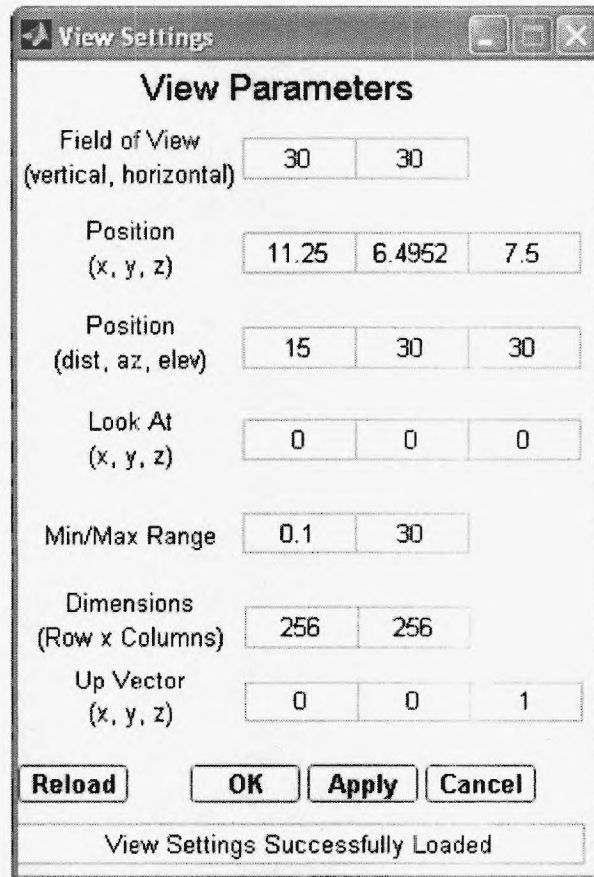 View Settings
View Parameters
Field of View
(vertical, horizontal)
30 30
Position
(x, y, z)
11.25 6.4952 7.5
Position
(dist, az, elev)
15 30 30
Look At
(x, y, z)
0 0 0
Min/Max Range
0.1 30
Dimensions
(Row x Columns)
256 256
Up Vector
(x, y, z)
0 0 1
Reload OK Apply Cancel
View Settings Successfully Loaded